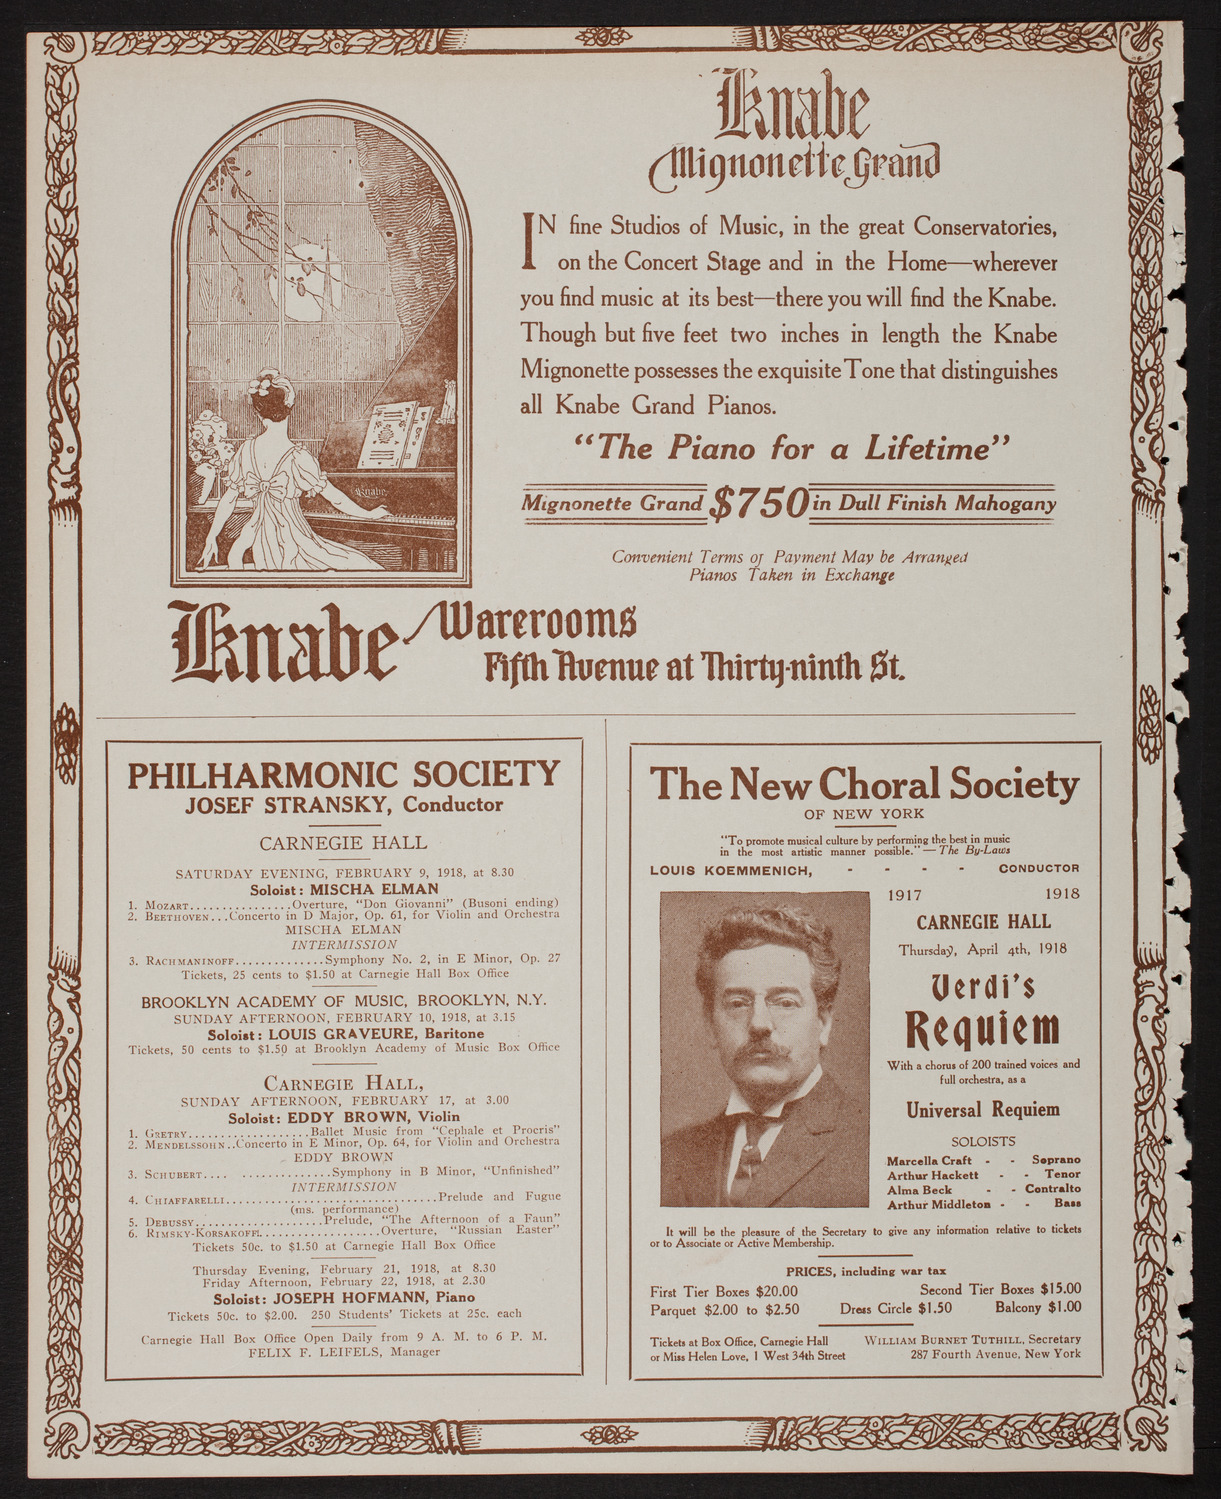 Knabe
Mignonette Grand
IN fine Studios of Music, in the great Conservatories,
on the Concert Stage and in the Home—wherever
you find music at its best—there you will find the Knabe.
Though but five feet two inches in length the Knabe
Mignonette possesses the exquisite Tone that distinguishes
all Knabe Grand Pianos.
"The Piano for a Lifetime"
Mignonette Grand $750 in Dull Finish Mahogany
Convenient Terms of Payment May be Arranged
Pianos Taken in Exchange
Knabe
Knabe Warerooms
Fifth Avenue at Thirty-ninth St.
PHILHARMONIC SOCIETY
JOSEF STRANSKY, Conductor
CARNEGIE HALL
SATURDAY EVENING, FEBRUARY 9, 1918, at 8.30
Soloist: MISCHA ELMAN
1. MOZART................Overture, "Don Giovanni" (Busoni ending)
2. BEETHOVEN...Concerto in D Major, Op. 61, for Violin and Orchestra
MISCHA ELMAN
INTERMISSION
3. RACHMANINOFF..............Symphony No. 2, in E Minor, Op. 27
Tickets, 25 cents to $1.50 at Carnegie Hall Box Office
BROOKLYN ACADEMY OF MUSIC, BROOKLYN, N.Y.
SUNDAY AFTERNOON, FEBRUARY 10, 1918, at 3.15
Soloist: LOUIS GRAVEURE, Baritone
Tickets, 50 cents to $1.50 at Brooklyn Academy of Music Box Office
CARNEGIE HALL,
SUNDAY AFTERNOON, FEBRUARY 17, at 3.00
Soloist: EDDY BROWN, Violin
1. GRETRY...................Ballet Music from "Cephale et Procris"
2. MENDELSSOHN..Concerto in E Minor, Op. 64, for Violin and Orchestra
EDDY BROWN
3. SCHUBERT.... ..............Symphony in B Minor, "Unfinished"
INTERMISSION
4. CHIAFFARELLI.................................Prelude and Fugue
(ms. performance)
5. DEBUSSY....................Prelude, "The Afternoon of a Faun"
6. RIMSKY-KORSAKOFF...................Overture, "Russian Easter"
Tickets 50c. to $1.50 at Carnegie Hall Box Office
Thursday Evening, February 21, 1918, at 8.30
Friday Afternoon, February 22, 1918, at 2.30
Soloist: JOSEPH HOFMANN, Piano
Tickets 50c. to $2.00. 250 Students' Tickets at 25c. each
Carnegie Hall Box Office Open Daily from 9 A. M. to 6 P. M.
FELIX F. LEIFELS, Manager
The New Choral Society
OF NEW YORK
"To promote musical culture by performing the best in music
in the most artistic manner possible."—The By-Laws
LOUIS KOEMMENICH, - - - - CONDUCTOR
1917 1918
CARNEGIE HALL
Thursday, April 4th, 1918
Verdi's
Requiem
With a chorus of 200 trained voices and
full orchestra, as a
Universal Requiem
SOLOISTS
Marcella Craft - - Soprano
Arthur Hackett - - Tenor
Alma Beck - - Contralto
Arthur Middleton - - Bass
It will be the pleasure of the Secretary to give any information relative to tickets
or to Associate or Active Membership.
PRICES, including war tax
First Tier Boxes $20.00 Second Tier Boxes $15.00
Parquet $2.00 to $2.50 Dress Circle $1.50 Balcony $1.00
Tickets at Box Office, Carnegie Hall
or Miss Helen Love, 1 West 34th Street
WILLIAM BURNET TUTHILL, Secretary
287 Fourth Avenue, New York